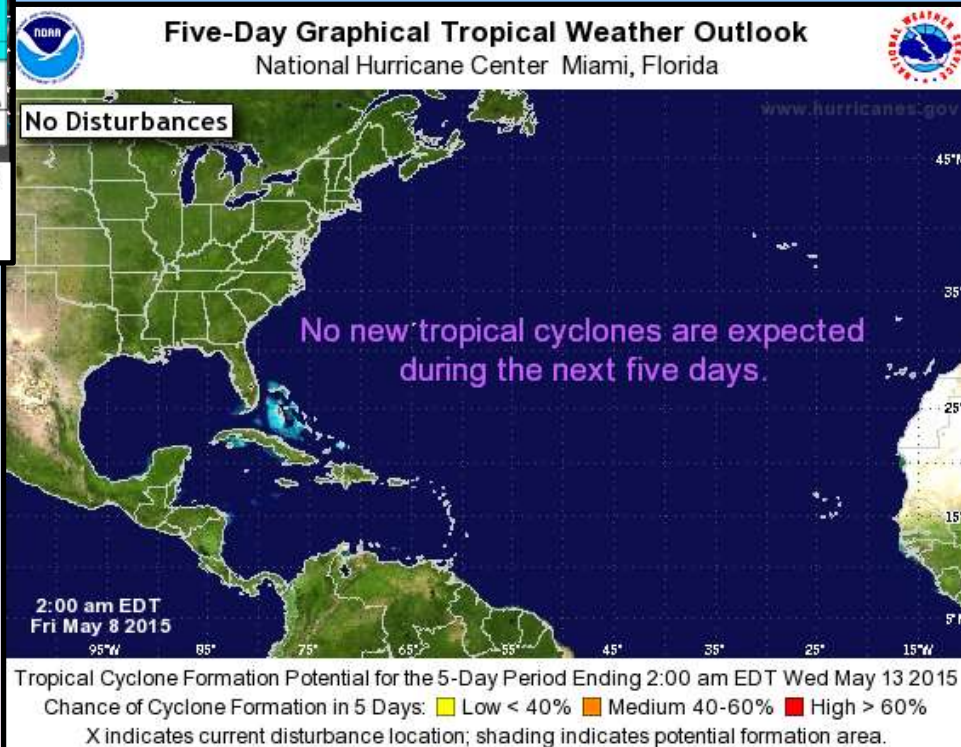 Five-Day Graphical Tropical Weather Outlook
National Hurricane Center Miami, Florida
NOAA
NATIONAL WEATHER SERVICE
No Disturbances
www.hurricanes.gov
45°N
35°
No new tropical cyclones are expected
during the next five days.
25°
15°
2:00 am EDT
Fri May 8 2015
5°N
95°W 85° 75° 65° 55° 45° 35° 25° 15°W
Tropical Cyclone Formation Potential for the 5-Day Period Ending 2:00 am EDT Wed May 13 2015
Chance of Cyclone Formation in 5 Days: Low < 40% Medium 40-60% High > 60%
X indicates current disturbance location; shading indicates potential formation area.